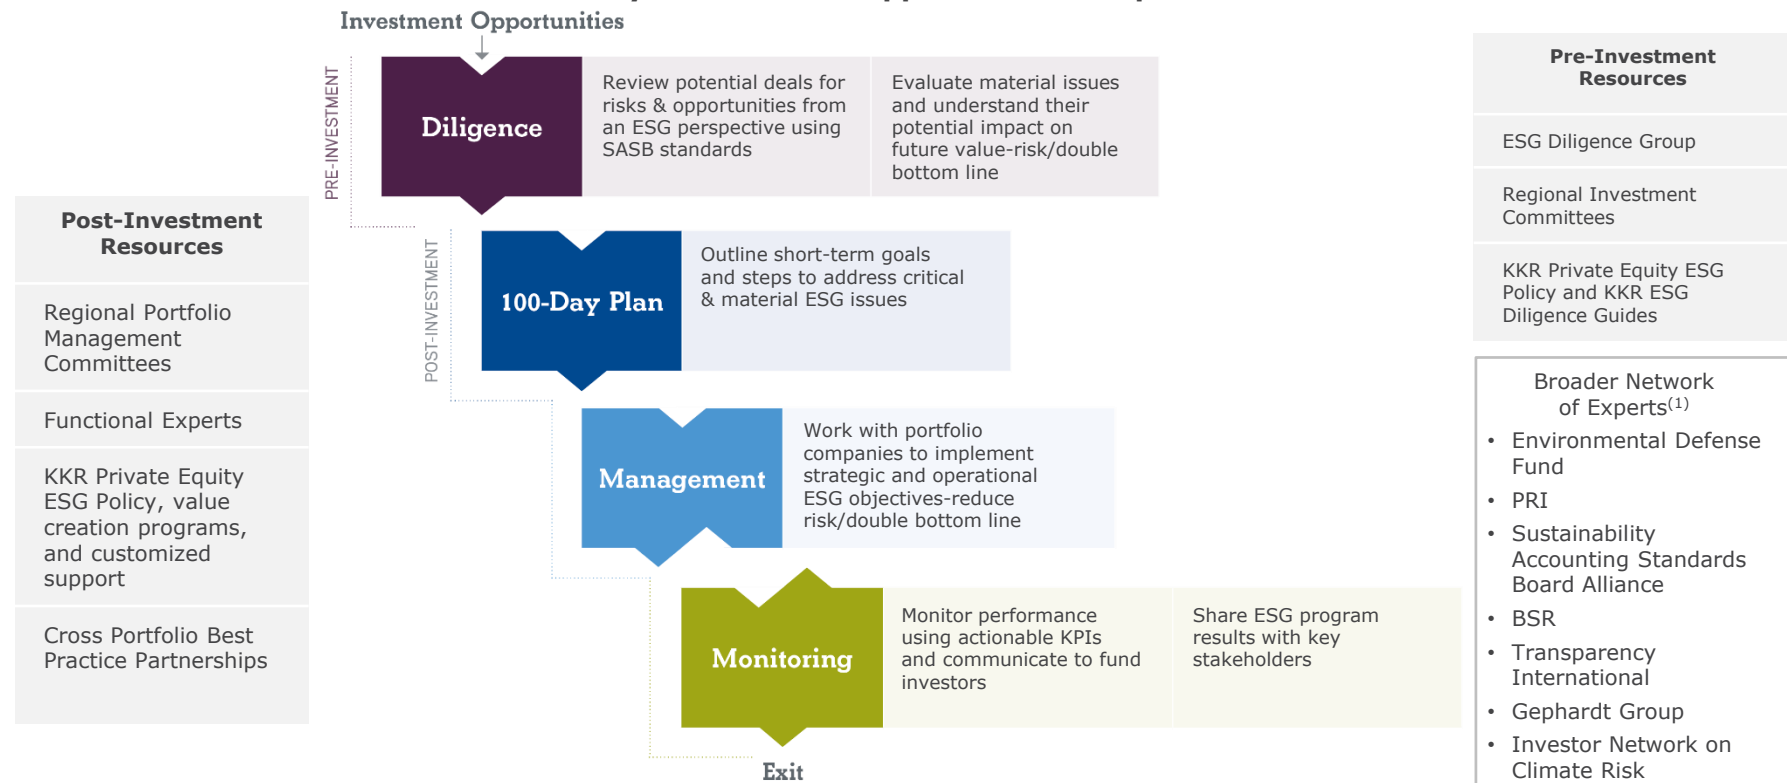 Investment Opportunities
PRE-INVESTMENT
Diligence
Review potential deals for
risks & opportunities from
an ESG perspective using
SASB standards
Evaluate material issues
and understand their
potential impact on
future value-risk/double
bottom line
POST-INVESTMENT
100-Day Plan
Outline short-term goals
and steps to address critical
& material ESG issues
Management
Work with portfolio
companies to implement
strategic and operational
ESG objectives-reduce
risk/double bottom line
Monitoring
Monitor performance
using actionable KPIs
and communicate to fund
investors
Share ESG program
results with key
stakeholders
Exit
Post-Investment
Resources
Regional Portfolio
Management
Committees
Functional Experts
KKR Private Equity
ESG Policy, value
creation programs,
and customized
support
Cross Portfolio Best
Practice Partnerships
Pre-Investment
Resources
ESG Diligence Group
Regional Investment
Committees
KKR Private Equity ESG
Policy and KKR ESG
Diligence Guides
Broader Network
of Experts(1)
• Environmental Defense
Fund
• PRI
• Sustainability
Accounting Standards
Board Alliance
• BSR
• Transparency
International
• Gephardt Group
• Investor Network on
Climate Risk